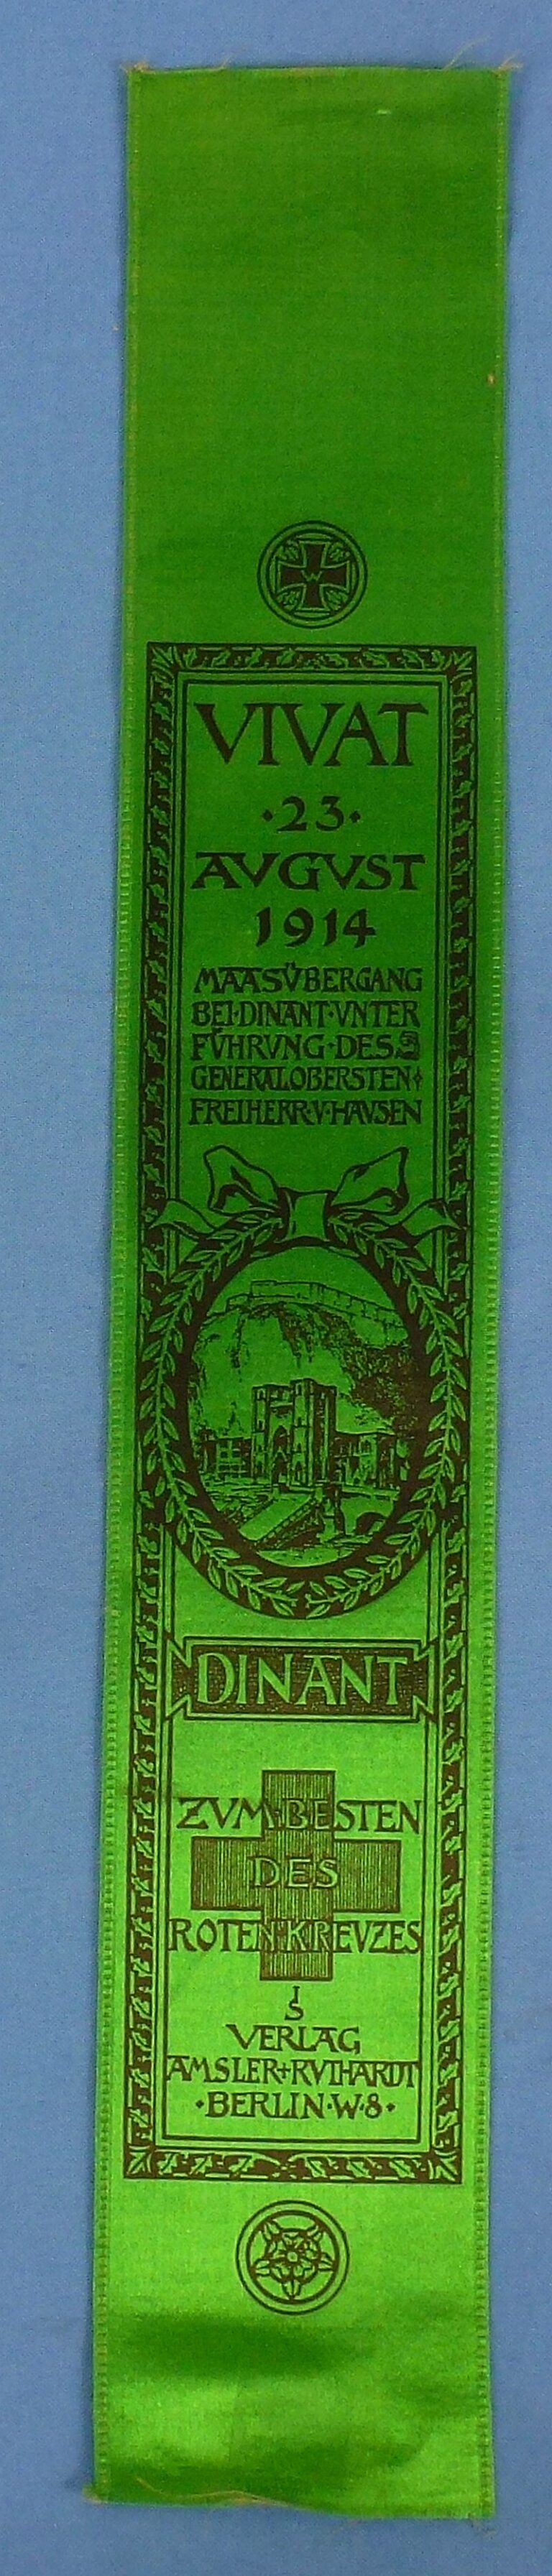 W
VIVAT
·23·
AVGVST
1914
MAASÜBERGANG
BEI·DINANT·VNTER
FÜHRVNG·DES
GENERALOBERSTEN
FREIHERR·V·HAVSEN
DINANT
ZVM·BESTEN
DES
ROTEN·KREVZES
I
S
VERLAG
AMSLER+RVTHARDT
·BERLIN·W·8·